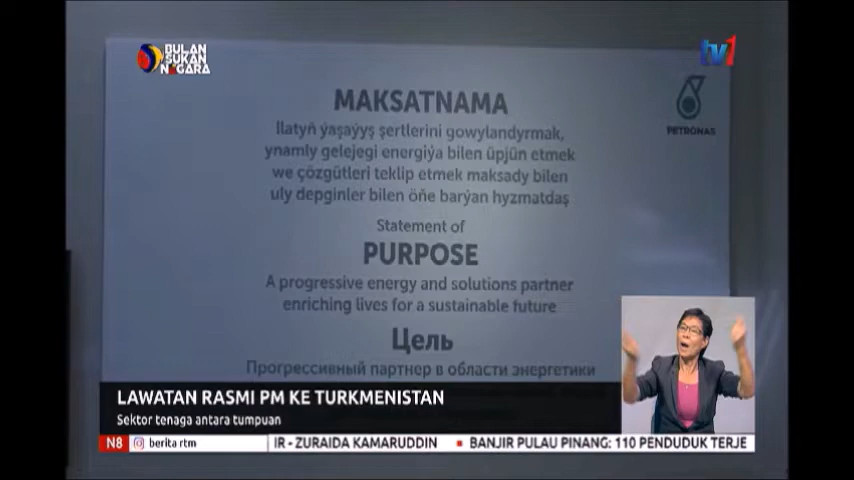 BULAN
SUKAN
NEGARA
tv1
MAKSATNAMA
PETRONAS
Ilatyň ýaşaýyş şertlerini gowylandyrmak,
ynamly gelejegi energiýa bilen üpjün etmek
we çözgütleri teklip etmek maksady bilen
uly depginler bilen öňe barýan hyzmatdaş
Statement of
PURPOSE
A progressive energy and solutions partner
enriching lives for a sustainable future
Цель
Прогрессивный партнер в области энергетики
LAWATAN RASMI PM KE TURKMENISTAN
Sektor tenaga antara tumpuan
N8 berita rtm IR - ZURAIDA KAMARUDDIN ▪ BANJIR PULAU PINANG: 110 PENDUDUK TERJE